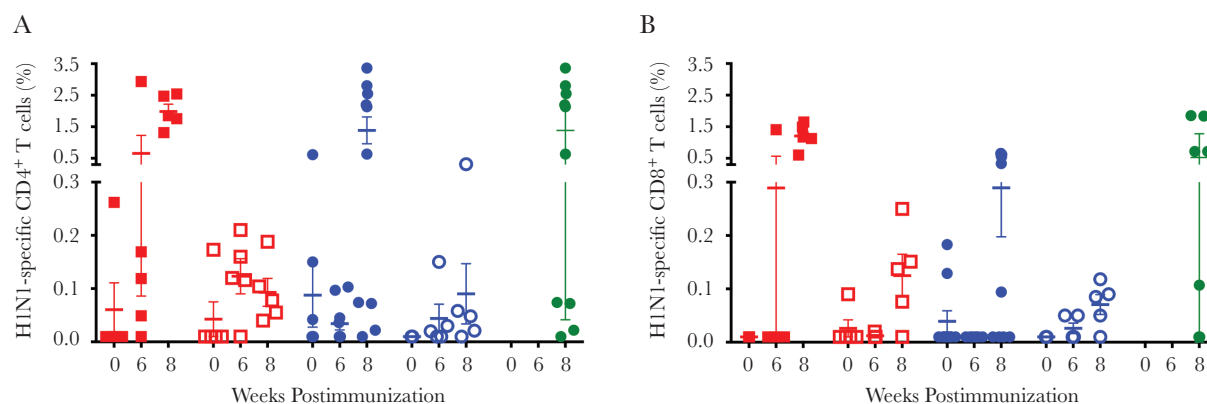 A
H1N1-specific CD4+ T cells (%)
3.5
2.5
1.5
0.5
0.3
0.2
0.1
0.0
0 6 8 0 6 8 0 6 8 0 6 8 0 6 8
Weeks Postimmunization
B
H1N1-specific CD8+ T cells (%)
3.5
2.5
1.5
0.5
0.3
0.2
0.1
0.0
0 6 8 0 6 8 0 6 8 0 6 8 0 6 8
Weeks Postimmunization